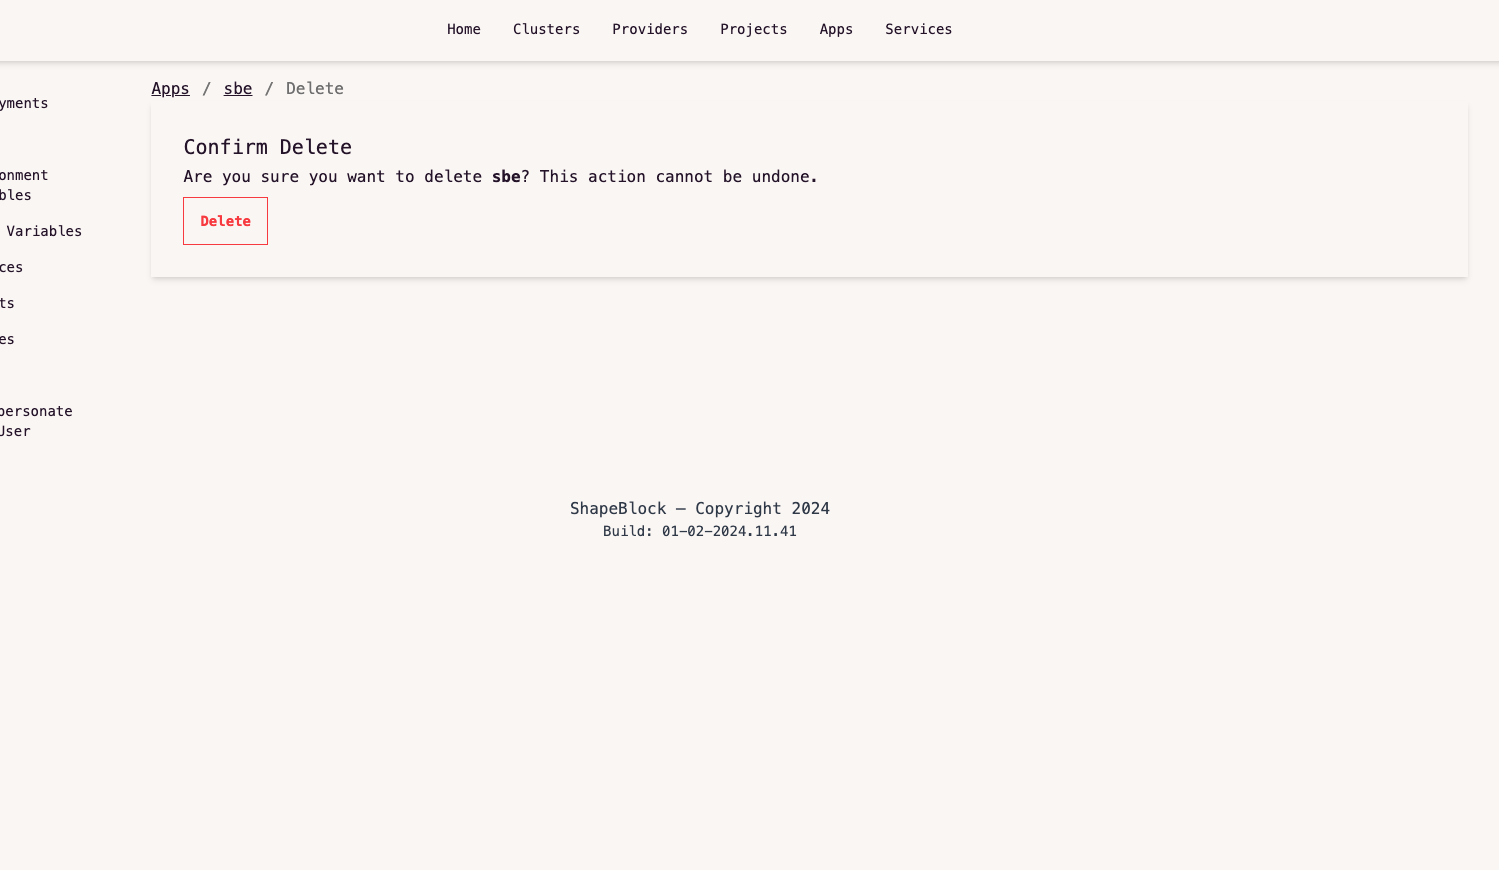 Home Clusters Providers Projects Apps Services
Apps / sbe / Delete
yments
onment
bles
Variables
ces
ts
es
personate
User
Confirm Delete
Are you sure you want to delete sbe? This action cannot be undone.
Delete
ShapeBlock — Copyright 2024
Build: 01-02-2024.11.41